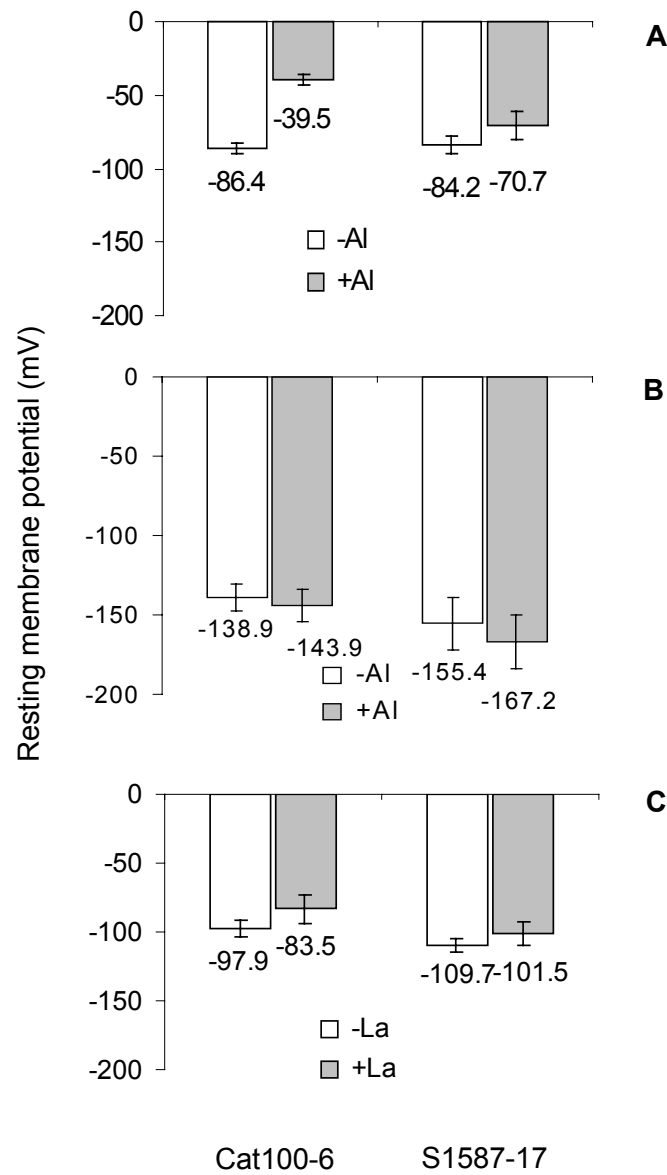 0
-50
-100
-150
-200
-86.4
-39.5
-84.2
-70.7
-Al
+Al
A
0
-50
-100
-150
-200
-138.9
-143.9
-155.4
-167.2
-Al
+Al
B
0
-50
-100
-150
-200
-97.9
-83.5
-109.7
-101.5
-La
+La
C
Resting membrane potential (mV)
Cat100-6 S1587-17